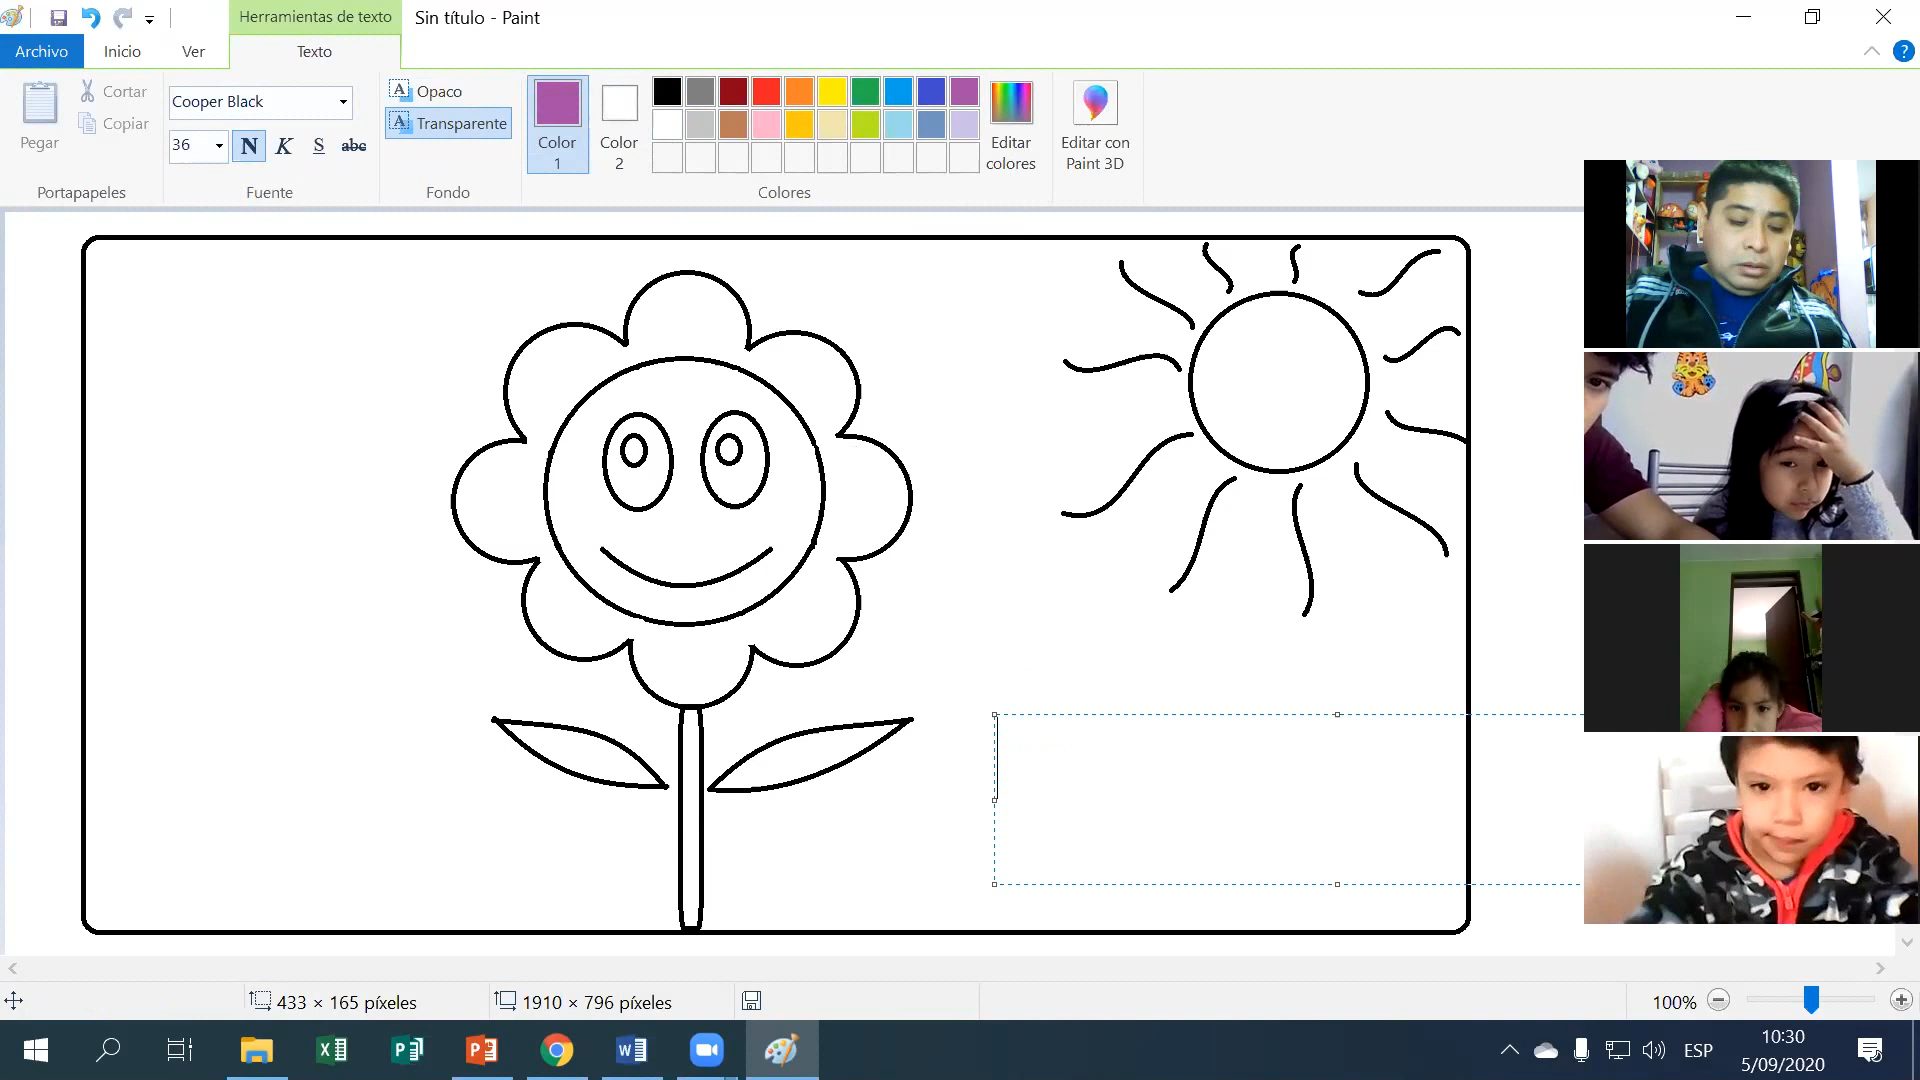 Herramientas de texto
Sin título - Paint
Archivo
Inicio
Ver
Texto
Pegar
Cortar
Copiar
Portapapeles
Cooper Black
36
N K S abc
Fuente
A Opaco
A Transparente
Fondo
Color
1
Color
2
Colores
Editar
colores
Editar con
Paint 3D
?
433 × 165 píxeles
1910 × 796 píxeles
100%
ESP
10:30
5/09/2020